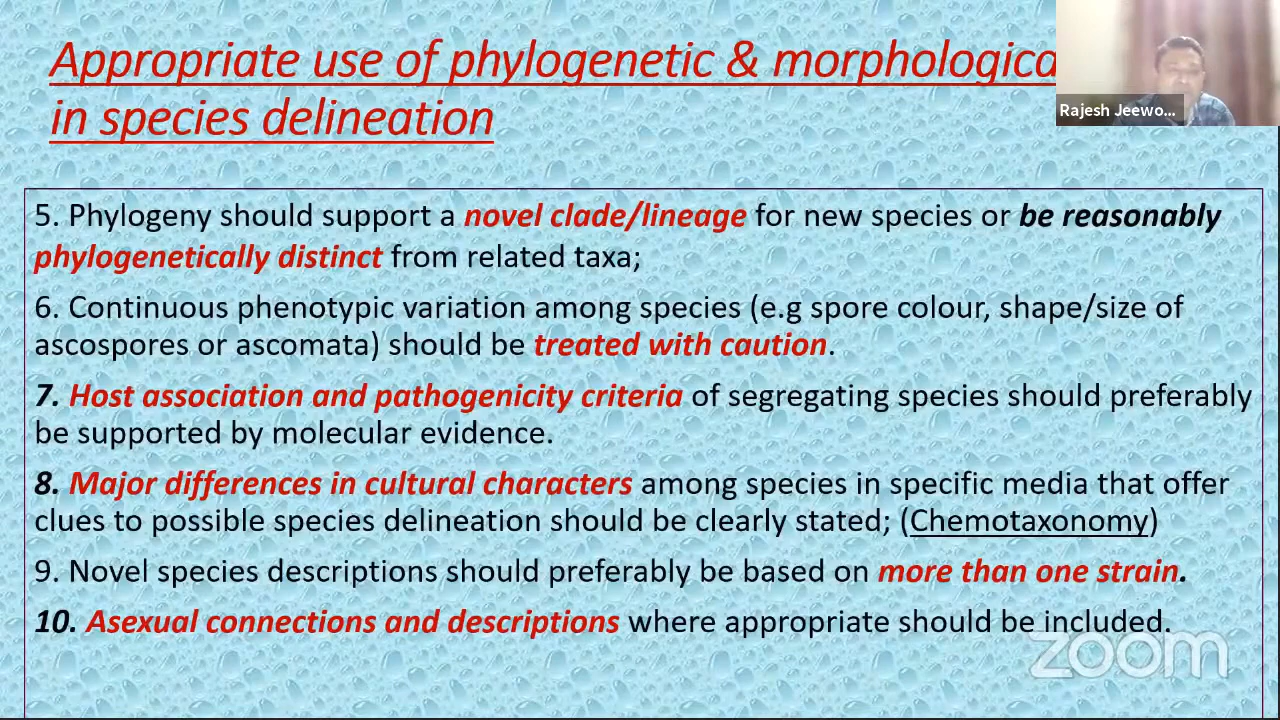 Appropriate use of phylogenetic & morphologica
in species delineation
Rajesh Jeewo...
5. Phylogeny should support a novel clade/lineage for new species or be reasonably
phylogenetically distinct from related taxa;
6. Continuous phenotypic variation among species (e.g spore colour, shape/size of
ascospores or ascomata) should be treated with caution.
7. Host association and pathogenicity criteria of segregating species should preferably
be supported by molecular evidence.
8. Major differences in cultural characters among species in specific media that offer
clues to possible species delineation should be clearly stated; (Chemotaxonomy)
9. Novel species descriptions should preferably be based on more than one strain.
10. Asexual connections and descriptions where appropriate should be included.
zoom